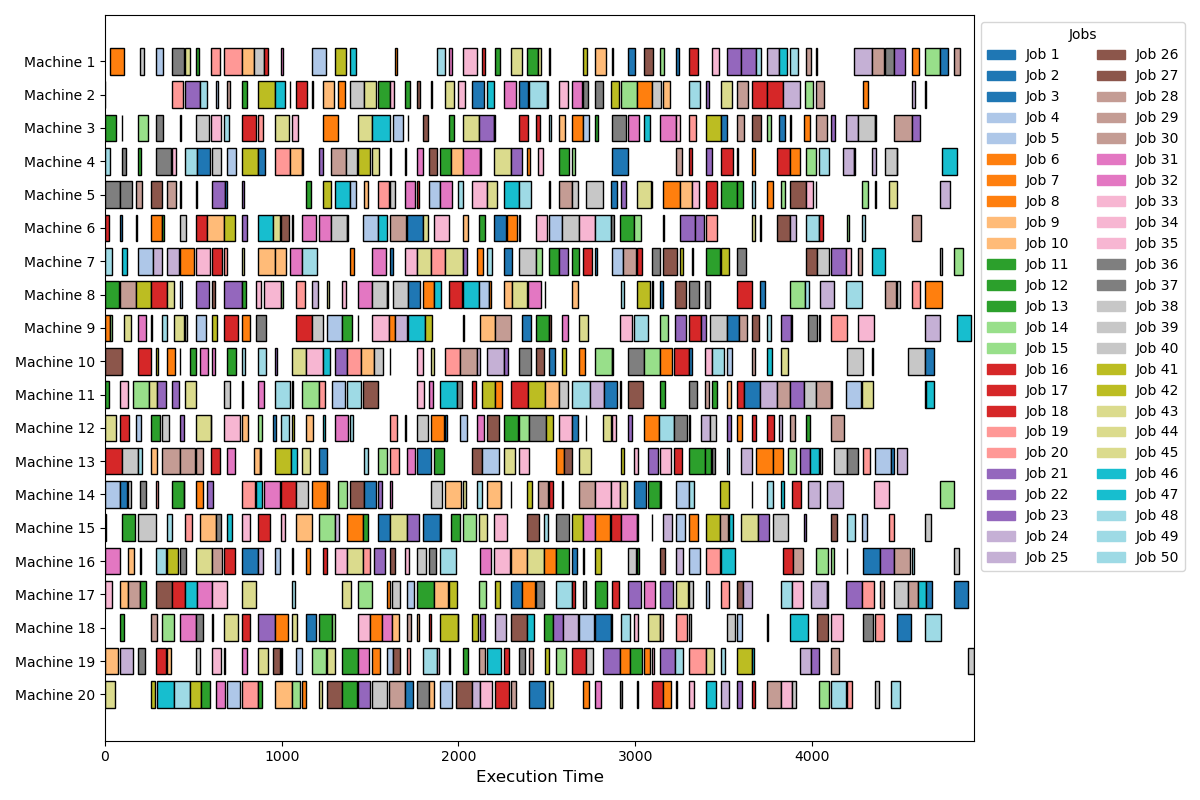 Machine 1
Machine 2
Machine 3
Machine 4
Machine 5
Machine 6
Machine 7
Machine 8
Machine 9
Machine 10
Machine 11
Machine 12
Machine 13
Machine 14
Machine 15
Machine 16
Machine 17
Machine 18
Machine 19
Machine 20
0 1000 2000 3000 4000
Execution Time
Jobs
Job 1
Job 2
Job 3
Job 4
Job 5
Job 6
Job 7
Job 8
Job 9
Job 10
Job 11
Job 12
Job 13
Job 14
Job 15
Job 16
Job 17
Job 18
Job 19
Job 20
Job 21
Job 22
Job 23
Job 24
Job 25
Job 26
Job 27
Job 28
Job 29
Job 30
Job 31
Job 32
Job 33
Job 34
Job 35
Job 36
Job 37
Job 38
Job 39
Job 40
Job 41
Job 42
Job 43
Job 44
Job 45
Job 46
Job 47
Job 48
Job 49
Job 50